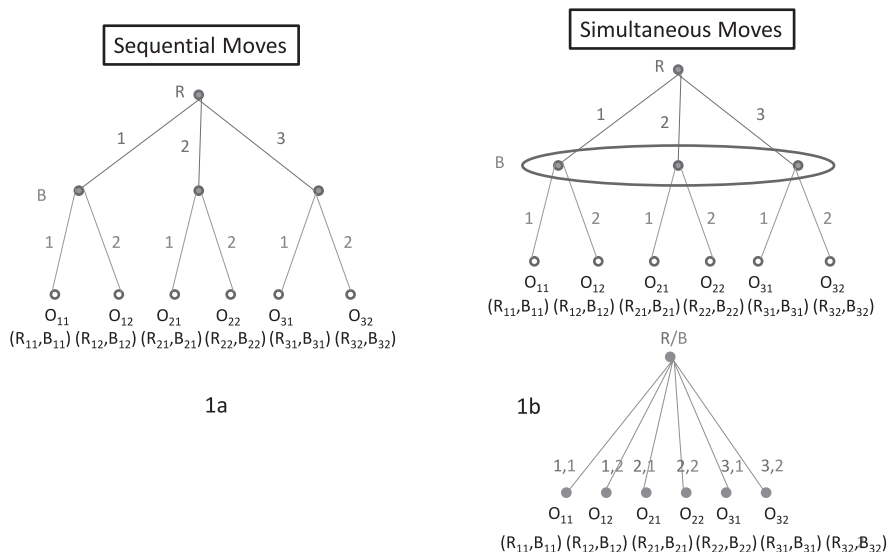 Sequential Moves
R
1 2 3
B
1 2 1 2 1 2
O₁₁ O₁₂ O₂₁ O₂₂ O₃₁ O₃₂
(R₁₁,B₁₁) (R₁₂,B₁₂) (R₂₁,B₂₁) (R₂₂,B₂₂) (R₃₁,B₃₁) (R₃₂,B₃₂)
1a
Simultaneous Moves
R
1 2 3
B
1 2 1 2 1 2
O₁₁ O₁₂ O₂₁ O₂₂ O₃₁ O₃₂
(R₁₁,B₁₁) (R₁₂,B₁₂) (R₂₁,B₂₁) (R₂₂,B₂₂) (R₃₁,B₃₁) (R₃₂,B₃₂)
R/B
1b
1,1 1,2 2,1 2,2 3,1 3,2
O₁₁ O₁₂ O₂₁ O₂₂ O₃₁ O₃₂
(R₁₁,B₁₁) (R₁₂,B₁₂) (R₂₁,B₂₁) (R₂₂,B₂₂) (R₃₁,B₃₁) (R₃₂,B₃₂)